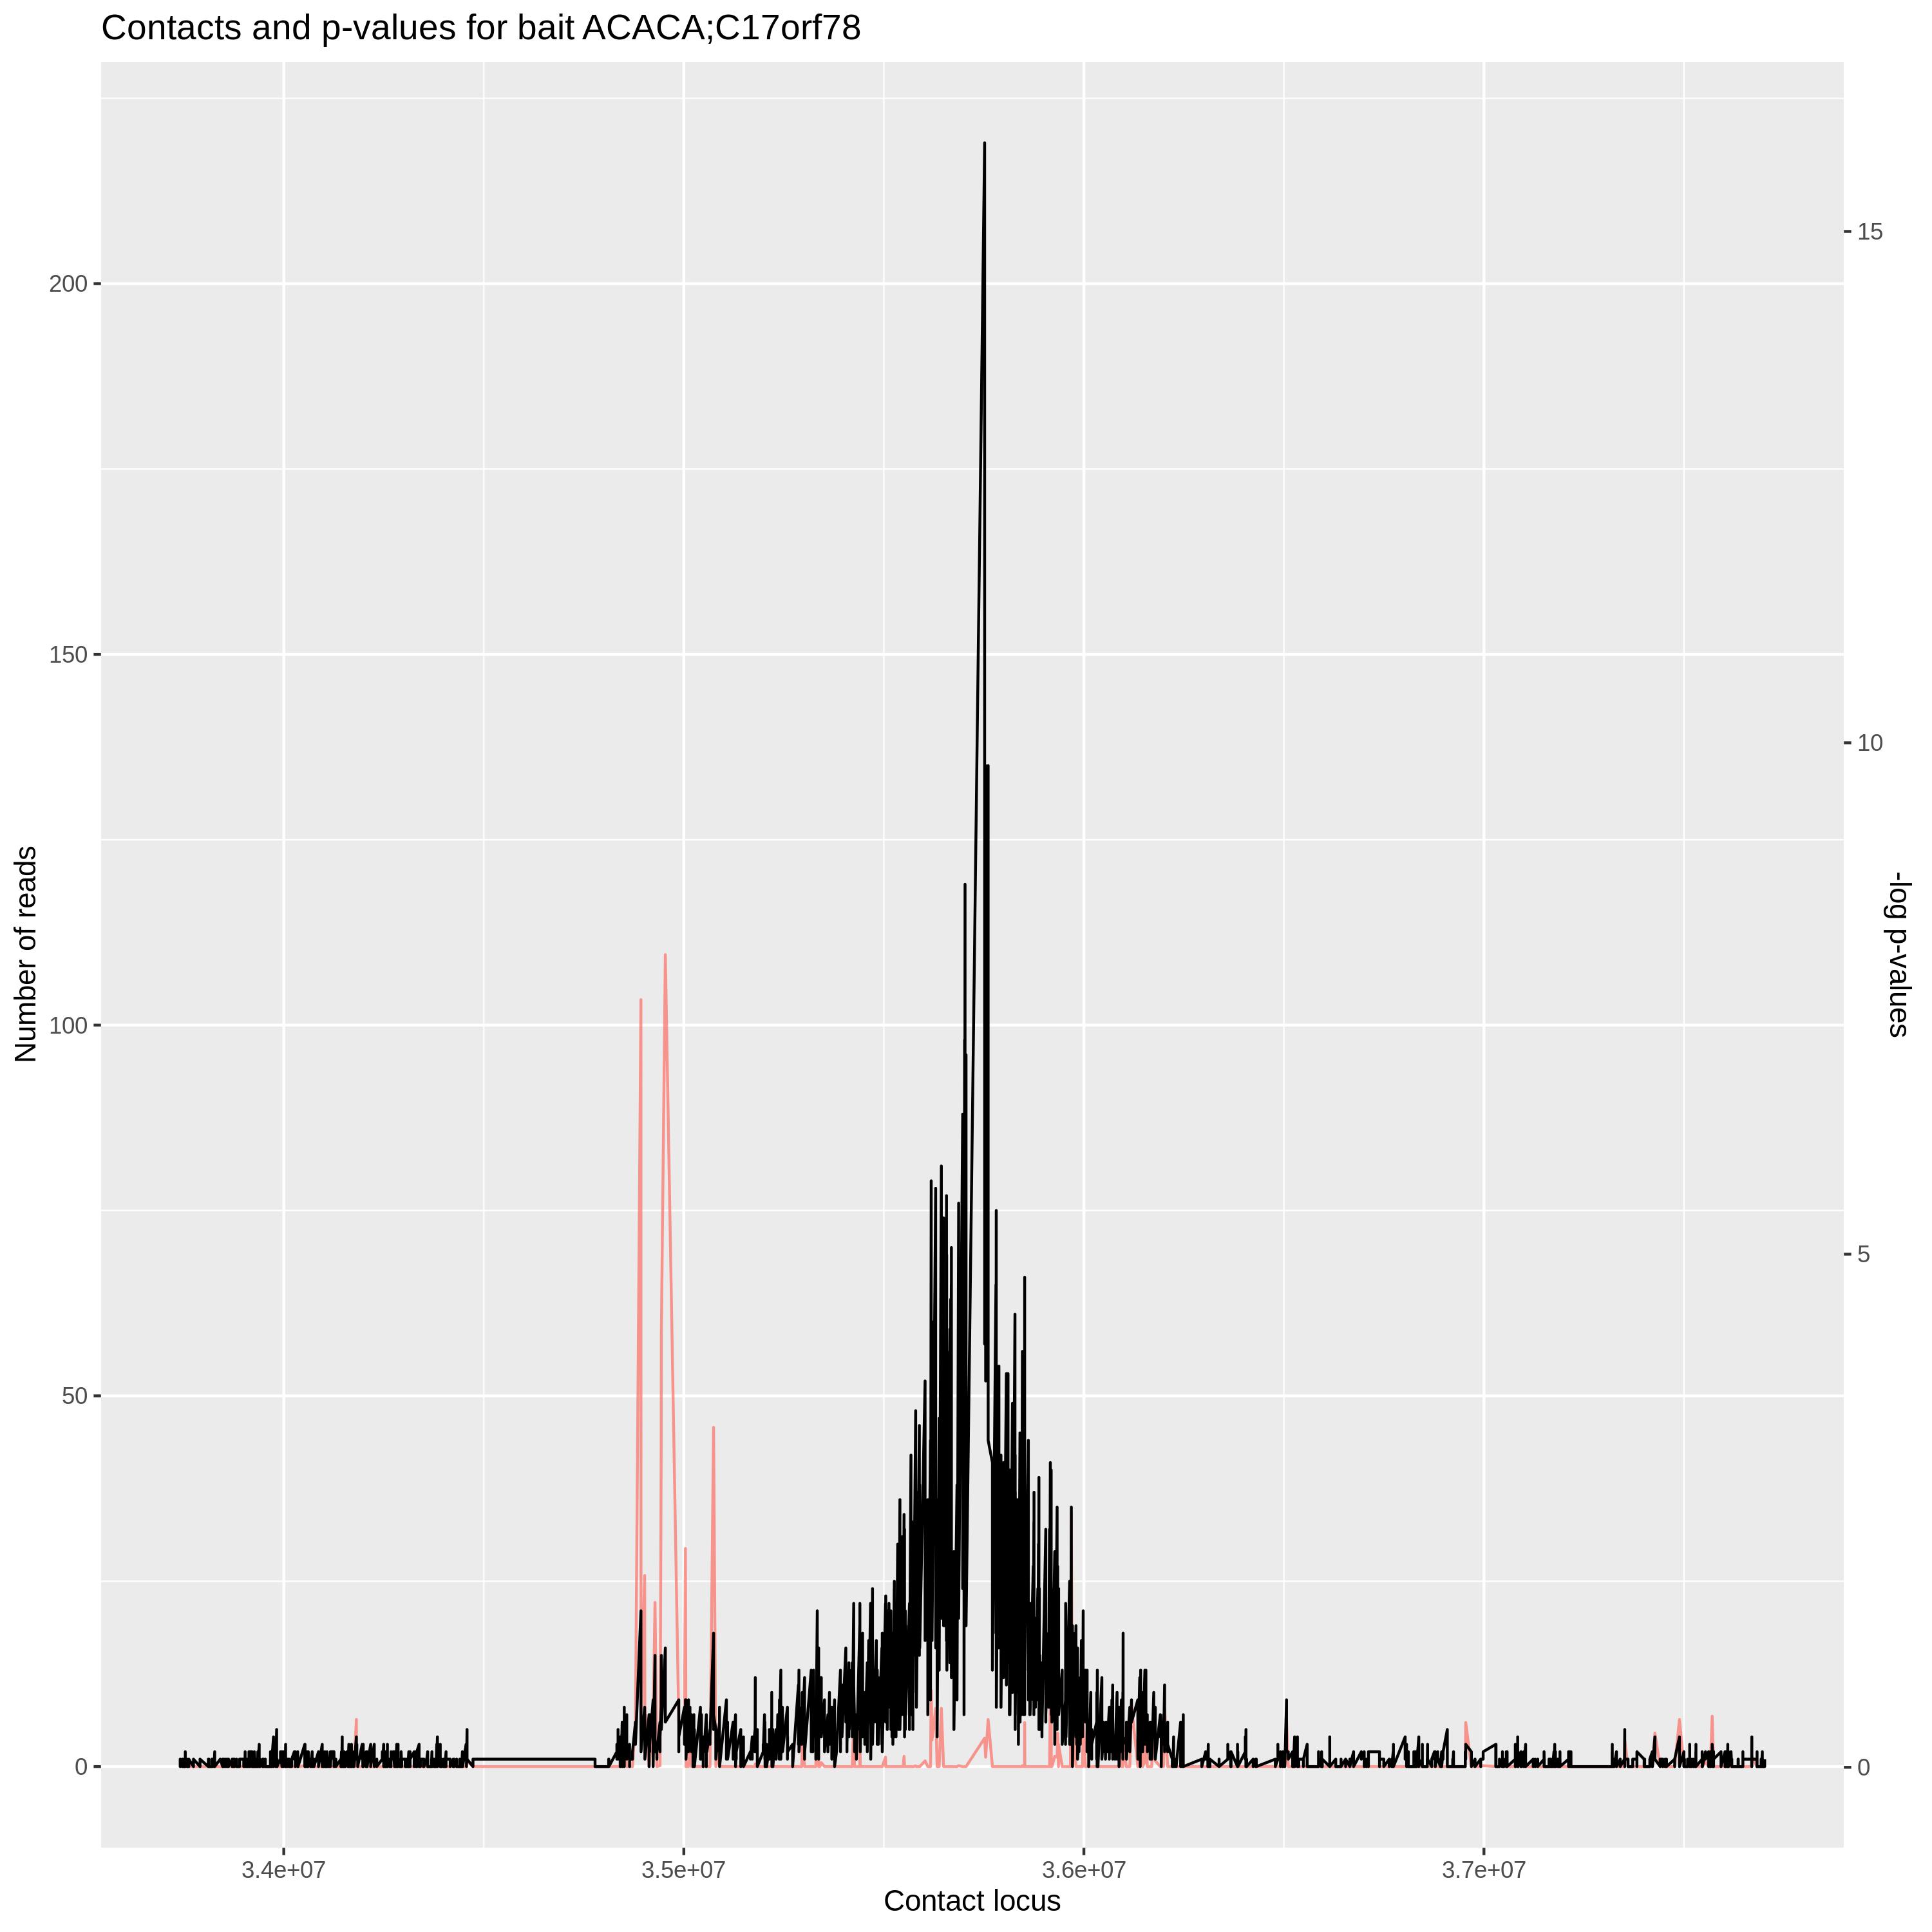 Contacts and p-values for bait ACACA;C17orf78
200
150
100
50
0
15
10
5
0
Number of reads
-log p-values
3.4e+07
3.5e+07
3.6e+07
3.7e+07
Contact locus